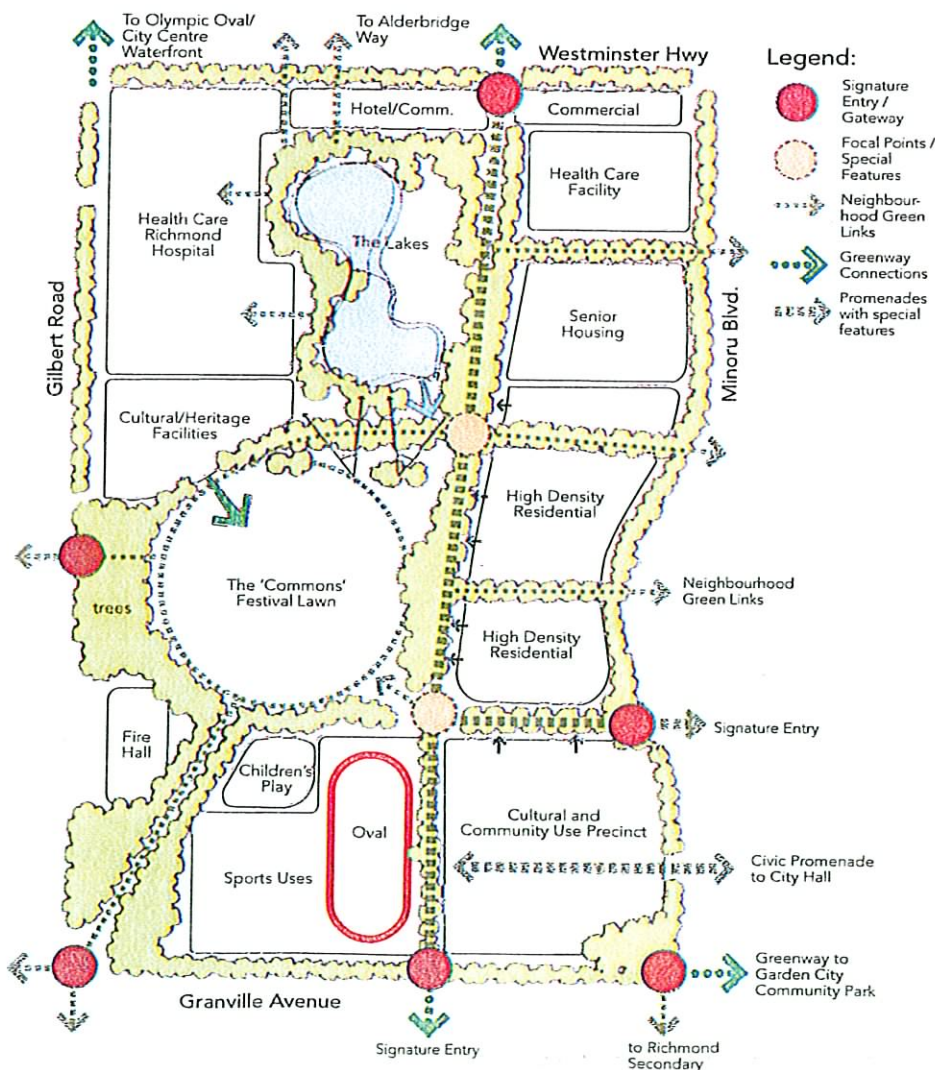 To Olympic Oval/
City Centre
Waterfront
To Alderbridge
Way
Westminster Hwy
Legend:
Signature
Entry /
Gateway
Focal Points /
Special
Features
Neighbour-
hood Green
Links
Greenway
Connections
Promenades
with special
features
Hotel/Comm.
Commercial
Health Care
Facility
Health Care
Richmond
Hospital
The Lakes
Gilbert Road
Minoru Blvd.
Senior
Housing
Cultural/Heritage
Facilities
High Density
Residential
The 'Commons'
Festival Lawn
trees
Neighbourhood
Green Links
High Density
Residential
Fire
Hall
Signature Entry
Children's
Play
Oval
Cultural and
Community Use Precinct
Sports Uses
Civic Promenade
to City Hall
Granville Avenue
Greenway to
Garden City
Community Park
Signature Entry
to Richmond
Secondary